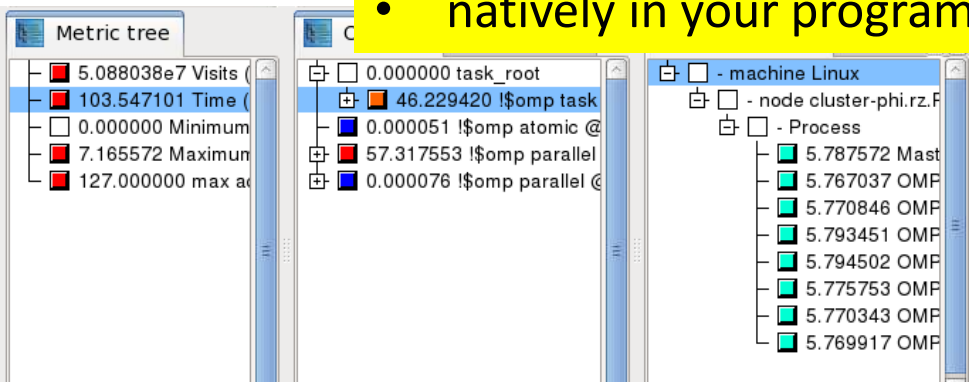 • natively in your program
Metric tree
5.088038e7 Visits (
103.547101 Time (
0.000000 Minimum
7.165572 Maximum
127.000000 max ac
0.000000 task_root
46.229420 !$omp task
0.000051 !$omp atomic @
57.317553 !$omp parallel
0.000076 !$omp parallel @
- machine Linux
- node cluster-phi.rz.
- Process
5.787572 Mast
5.767037 OMP
5.770846 OMP
5.793451 OMP
5.794502 OMP
5.775753 OMP
5.770343 OMP
5.769917 OMP